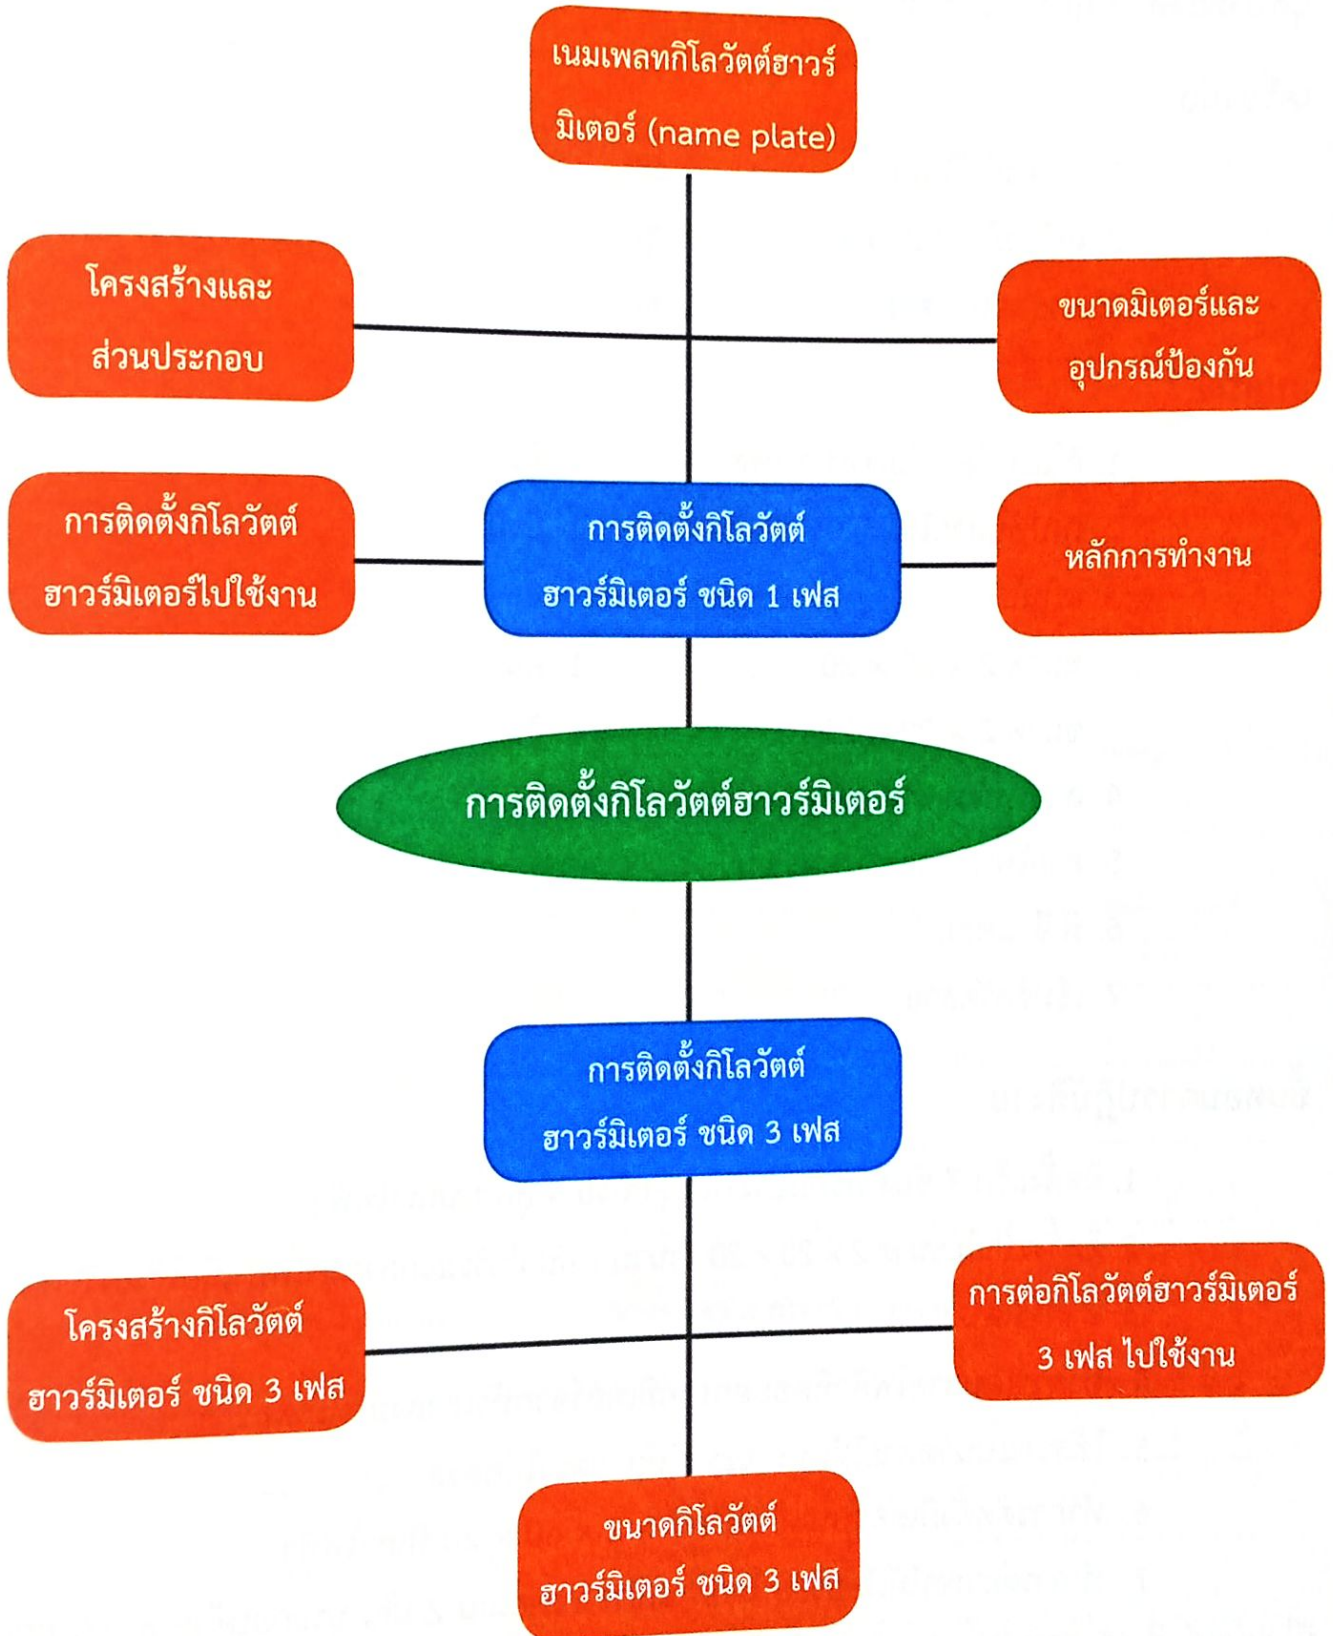 เนมเพลทกิโลวัตต์ฮาวร์
มิเตอร์ (name plate)
โครงสร้างและ
ส่วนประกอบ
ขนาดมิเตอร์และ
อุปกรณ์ป้องกัน
การติดตั้งกิโลวัตต์
ฮาวร์มิเตอร์ไปใช้งาน
การติดตั้งกิโลวัตต์
ฮาวร์มิเตอร์ ชนิด 1 เฟส
หลักการทำงาน
การติดตั้งกิโลวัตต์ฮาวร์มิเตอร์
การติดตั้งกิโลวัตต์
ฮาวร์มิเตอร์ ชนิด 3 เฟส
โครงสร้างกิโลวัตต์
ฮาวร์มิเตอร์ ชนิด 3 เฟส
การต่อกิโลวัตต์ฮาวร์มิเตอร์
3 เฟส ไปใช้งาน
ขนาดกิโลวัตต์
ฮาวร์มิเตอร์ ชนิด 3 เฟส